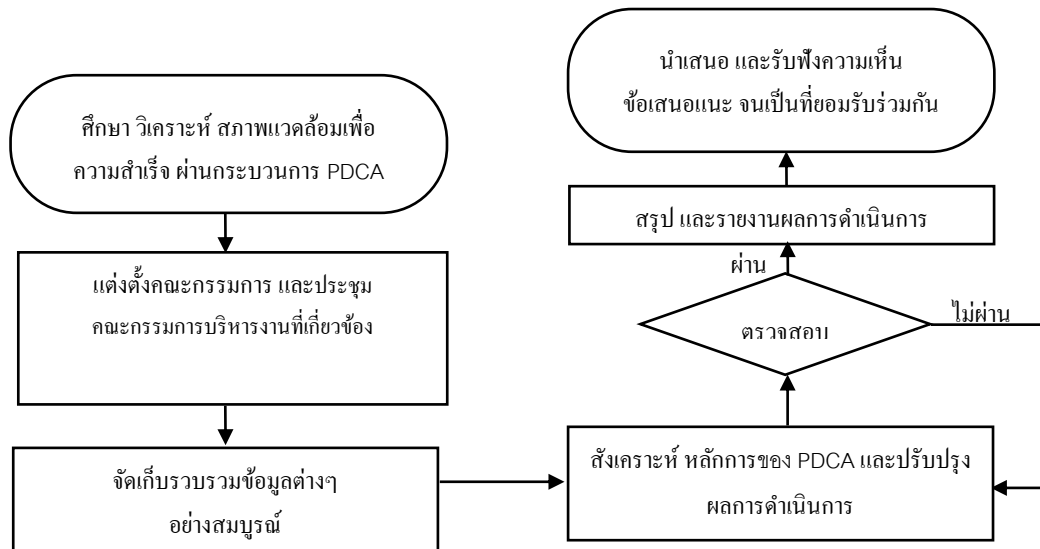 ศึกษา วิเคราะห์ สภาพแวดล้อมเพื่อ
ความสำเร็จ ผ่านกระบวนการ PDCA
แต่งตั้งคณะกรรมการ และประชุม
คณะกรรมการบริหารงานที่เกี่ยวข้อง
จัดเก็บรวบรวมข้อมูลต่างๆ
อย่างสมบูรณ์
สังเคราะห์ หลักการของ PDCA และปรับปรุง
ผลการดำเนินการ
ตรวจสอบ
ไม่ผ่าน
ผ่าน
สรุป และรายงานผลการดำเนินการ
นำเสนอ และรับฟังความเห็น
ข้อเสนอแนะ จนเป็นที่ยอมรับร่วมกัน